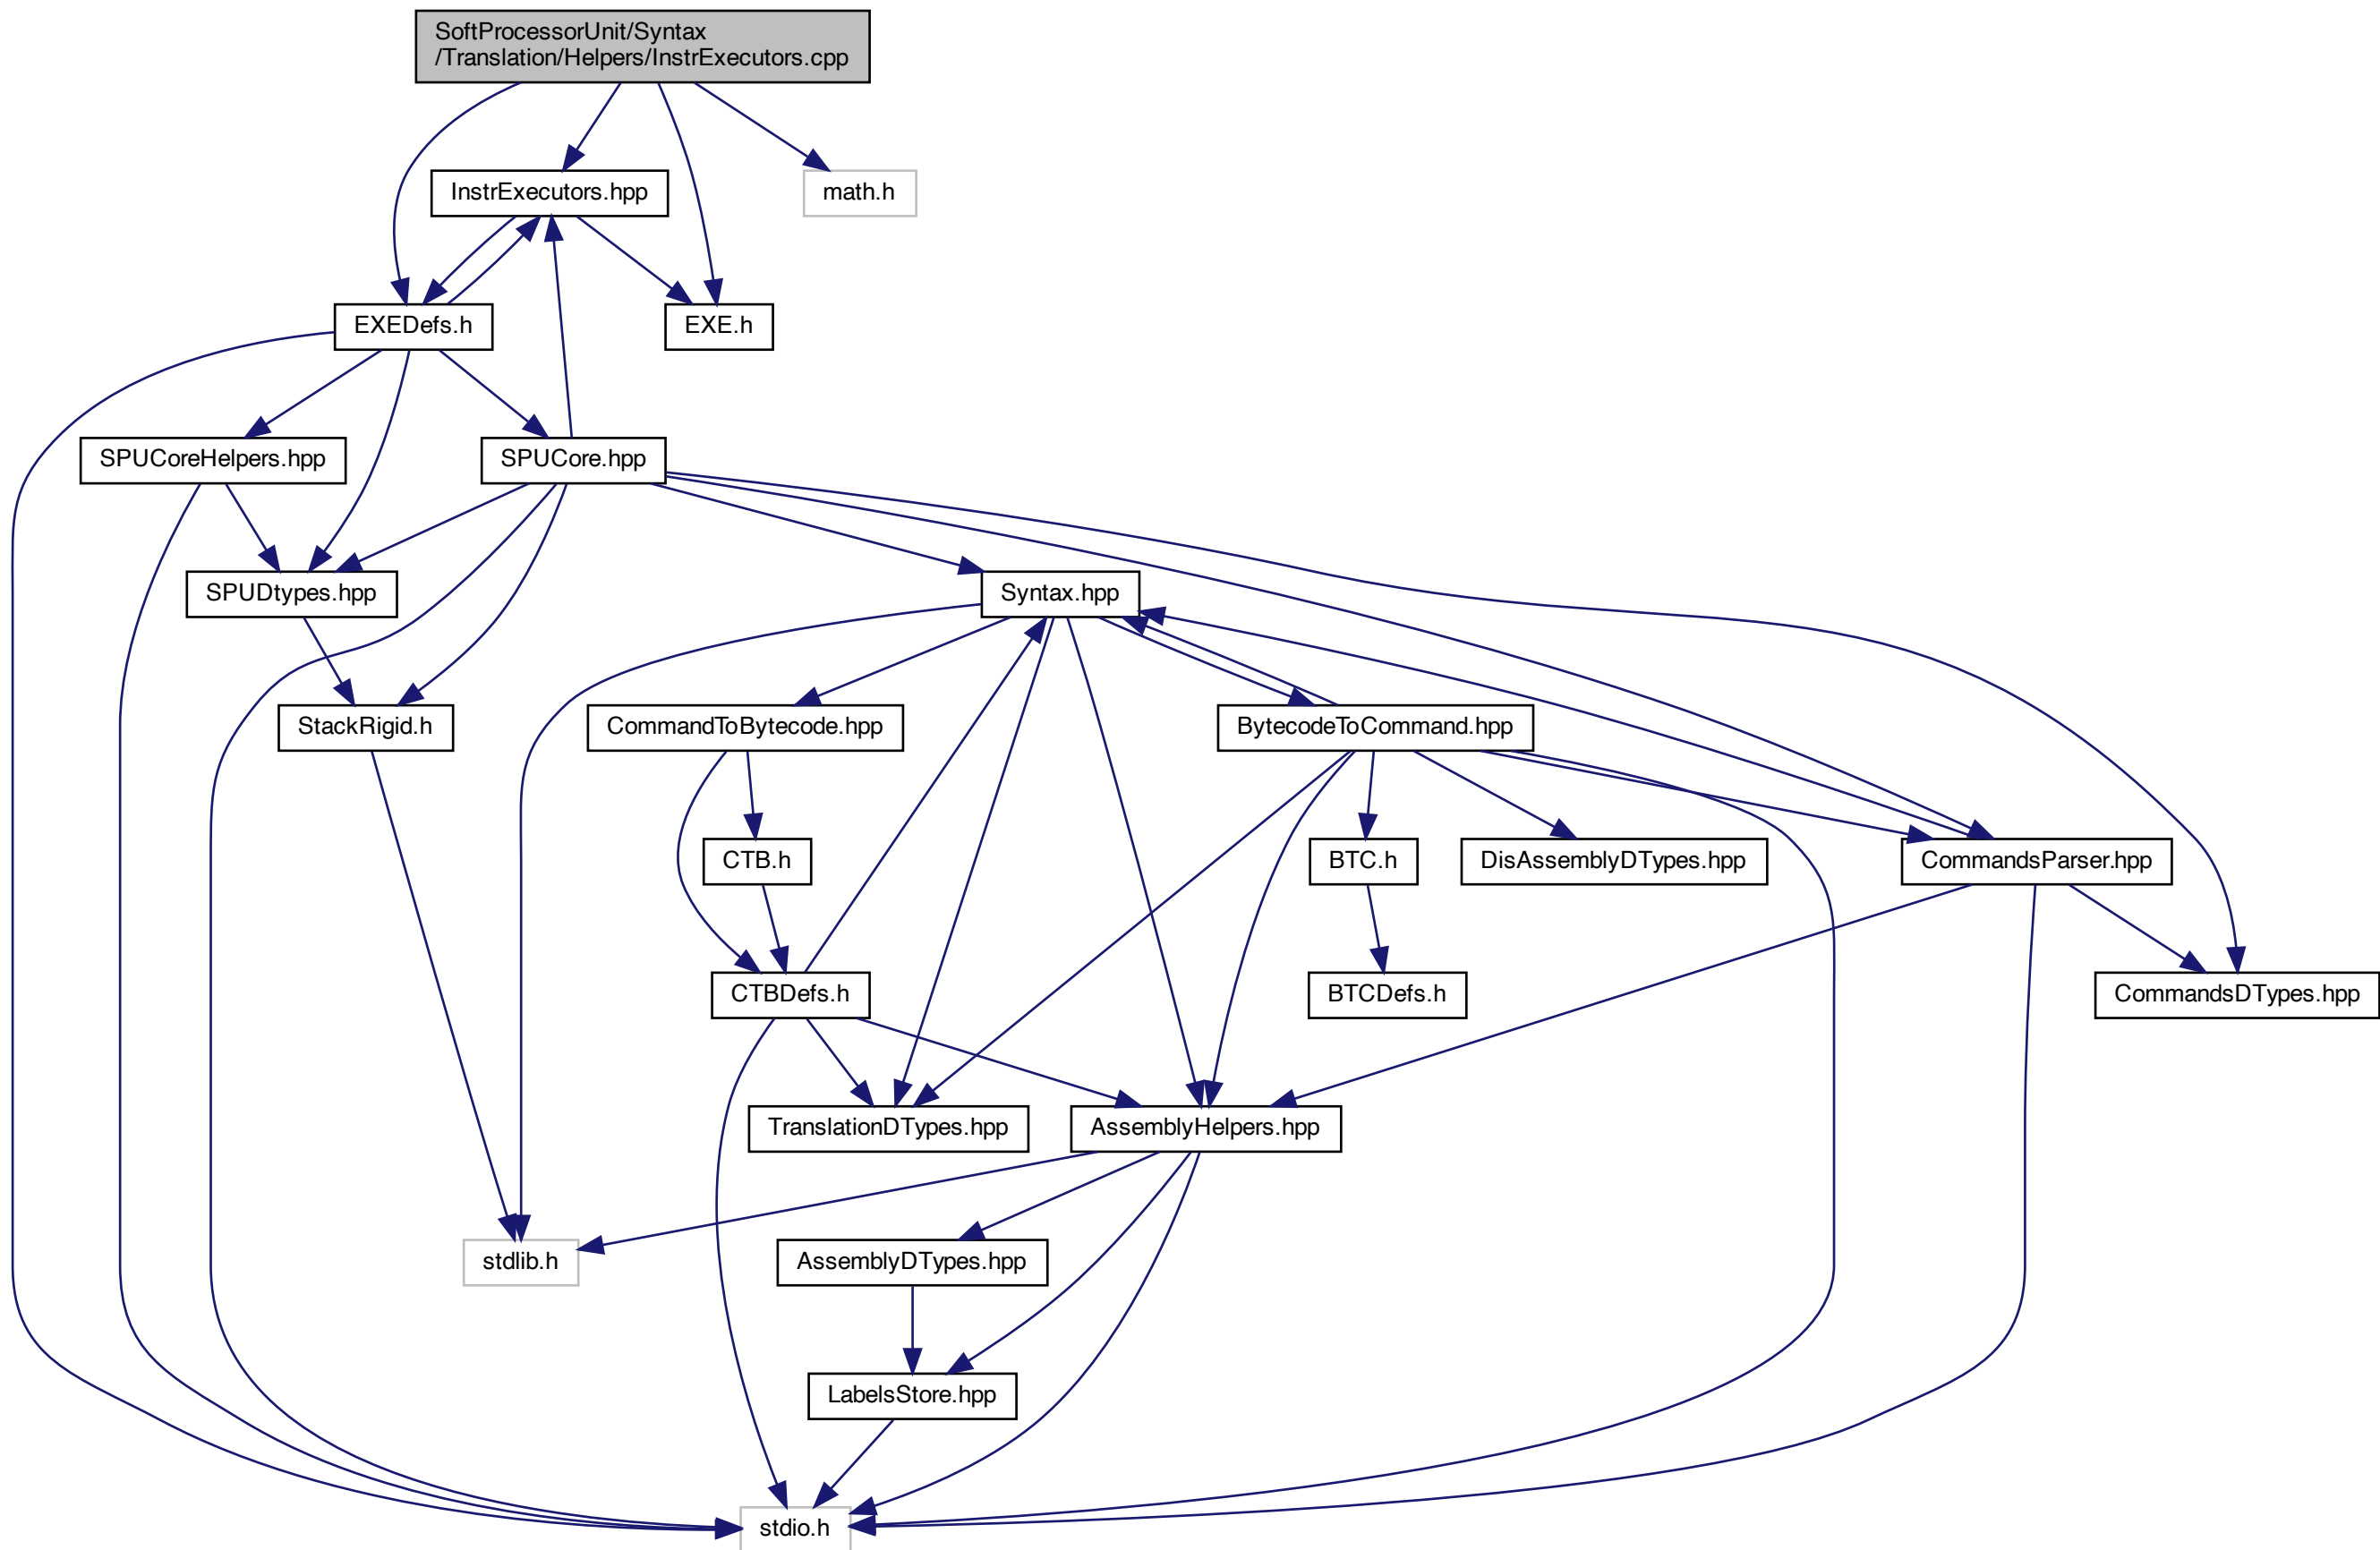 SoftProcessorUnit/Syntax
/Translation/Helpers/InstrExecutors.cpp
InstrExecutors.hpp
math.h
EXEDefs.h
EXE.h
SPUCoreHelpers.hpp
SPUCore.hpp
SPUDtypes.hpp
Syntax.hpp
StackRigid.h
CommandToBytecode.hpp
BytecodeToCommand.hpp
CTB.h
BTC.h
DisAssemblyDTypes.hpp
CommandsParser.hpp
CTBDefs.h
BTCDefs.h
CommandsDTypes.hpp
TranslationDTypes.hpp
AssemblyHelpers.hpp
stdlib.h
AssemblyDTypes.hpp
LabelsStore.hpp
stdio.h